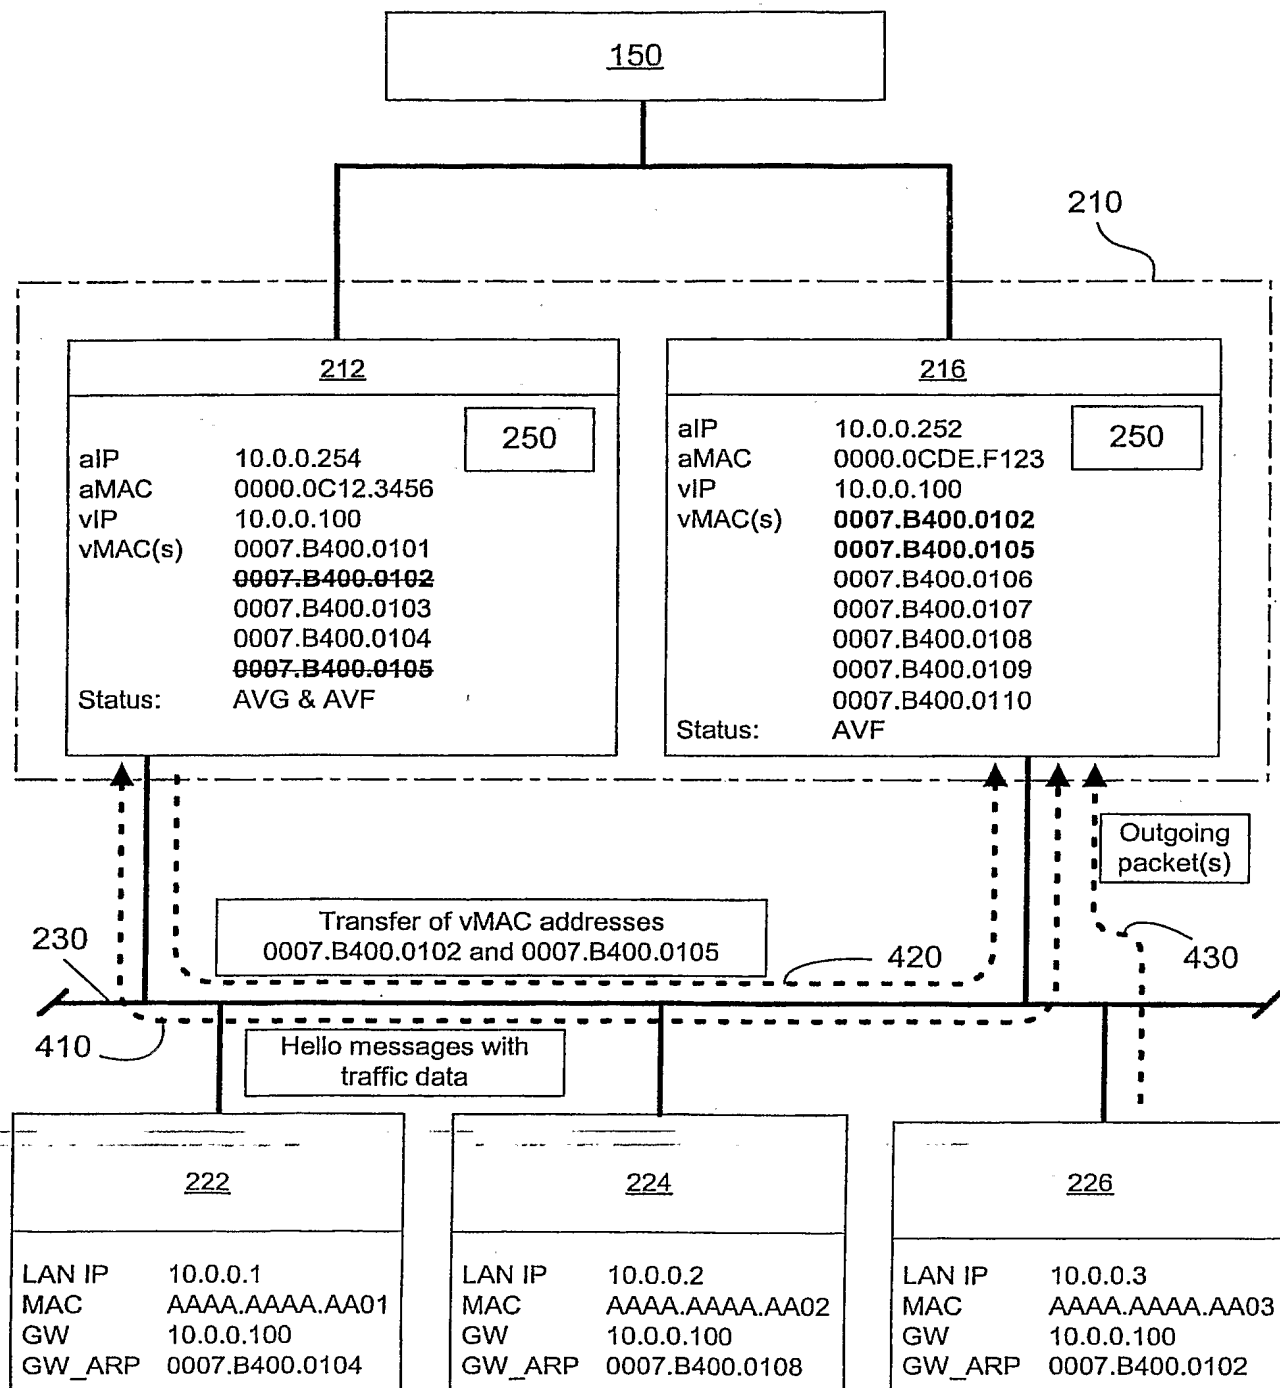 150
210
212
250
aIP 10.0.0.254
aMAC 0000.0C12.3456
vIP 10.0.0.100
vMAC(s) 0007.B400.0101
0007.B400.0102
0007.B400.0103
0007.B400.0104
0007.B400.0105
Status: AVG & AVF
216
250
aIP 10.0.0.252
aMAC 0000.0CDE.F123
vIP 10.0.0.100
vMAC(s) 0007.B400.0102
0007.B400.0105
0007.B400.0106
0007.B400.0107
0007.B400.0108
0007.B400.0109
0007.B400.0110
Status: AVF
Outgoing
packet(s)
Transfer of vMAC addresses
0007.B400.0102 and 0007.B400.0105
230
420
430
410
Hello messages with
traffic data
222
LAN IP 10.0.0.1
MAC AAAA.AAAA.AA01
GW 10.0.0.100
GW_ARP 0007.B400.0104
224
LAN IP 10.0.0.2
MAC AAAA.AAAA.AA02
GW 10.0.0.100
GW_ARP 0007.B400.0108
226
LAN IP 10.0.0.3
MAC AAAA.AAAA.AA03
GW 10.0.0.100
GW_ARP 0007.B400.0102